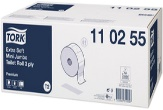 TORK
110255
Extra Soft
Mini Jumbo
Toilet Roll 3 ply
Premium